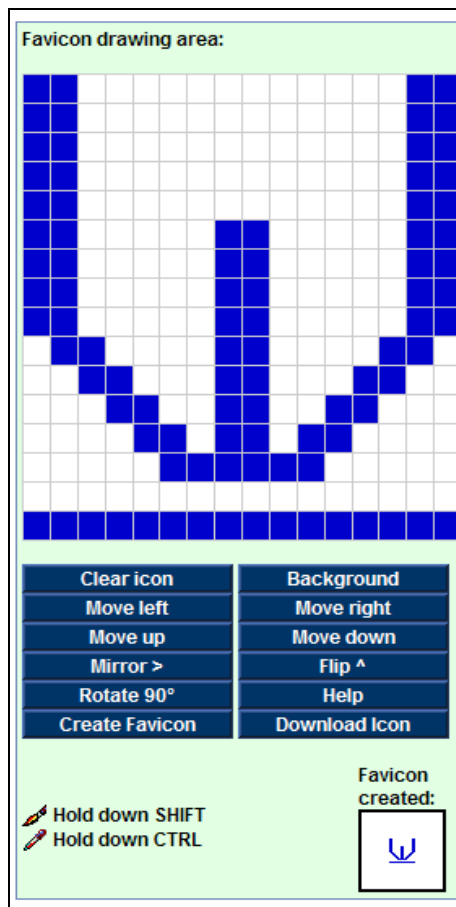 Favicon drawing area:
Clear icon
Background
Move left
Move right
Move up
Move down
Mirror >
Flip ^
Rotate 90°
Help
Create Favicon
Download Icon
Hold down SHIFT
Hold down CTRL
Favicon
created: